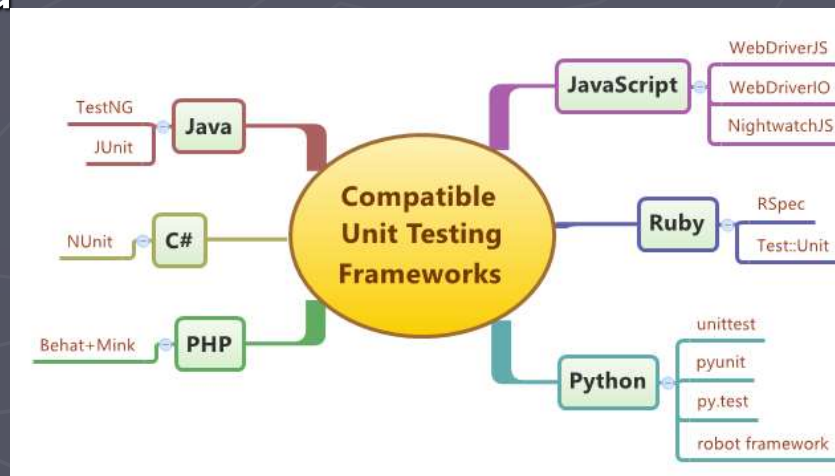 Compatible
Unit Testing
Frameworks
Java
TestNG
JUnit
C#
NUnit
PHP
Behat+Mink
JavaScript
WebDriverJS
WebDriverIO
NightwatchJS
Ruby
RSpec
Test::Unit
Python
unittest
pyunit
py.test
robot framework